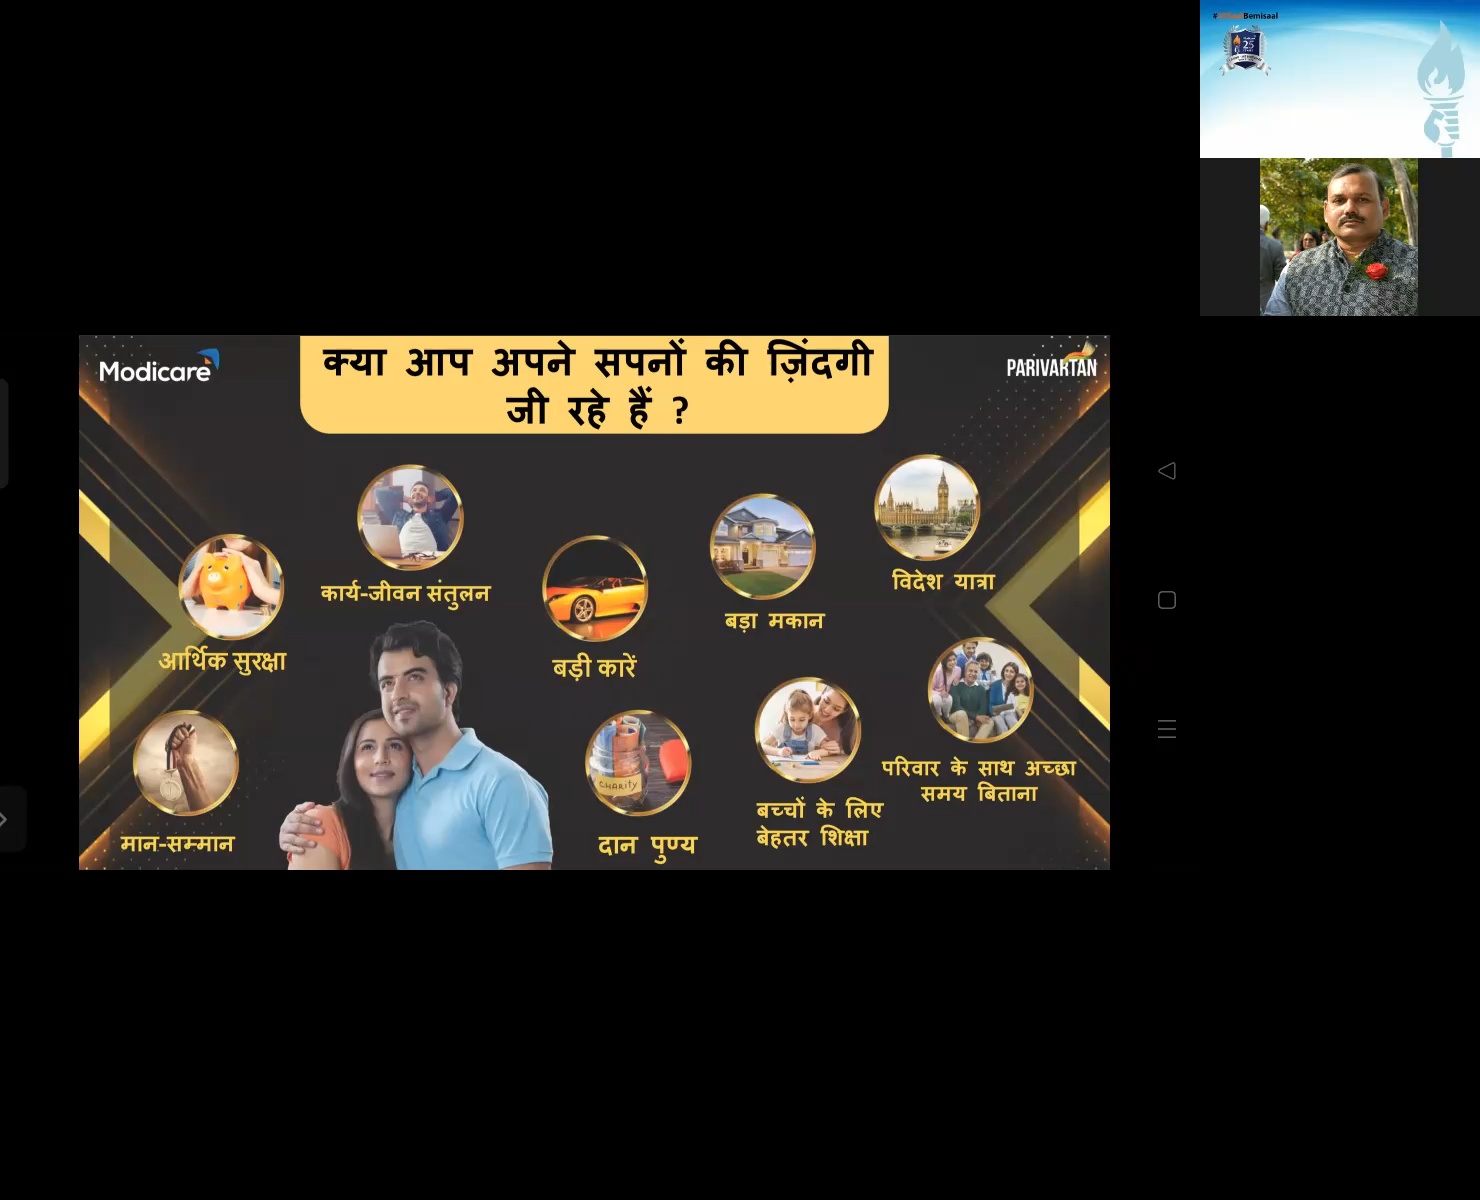 Bemisaal
25
Modicare
क्या आप अपने सपनों की ज़िंदगी
जी रहे हैं ?
PARIVARTAN
कार्य-जीवन संतुलन
विदेश यात्रा
बड़ा मकान
आर्थिक सुरक्षा
बड़ी कारें
CHARITY
परिवार के साथ अच्छा
समय बिताना
बच्चों के लिए
बेहतर शिक्षा
मान-सम्मान
दान पुण्य